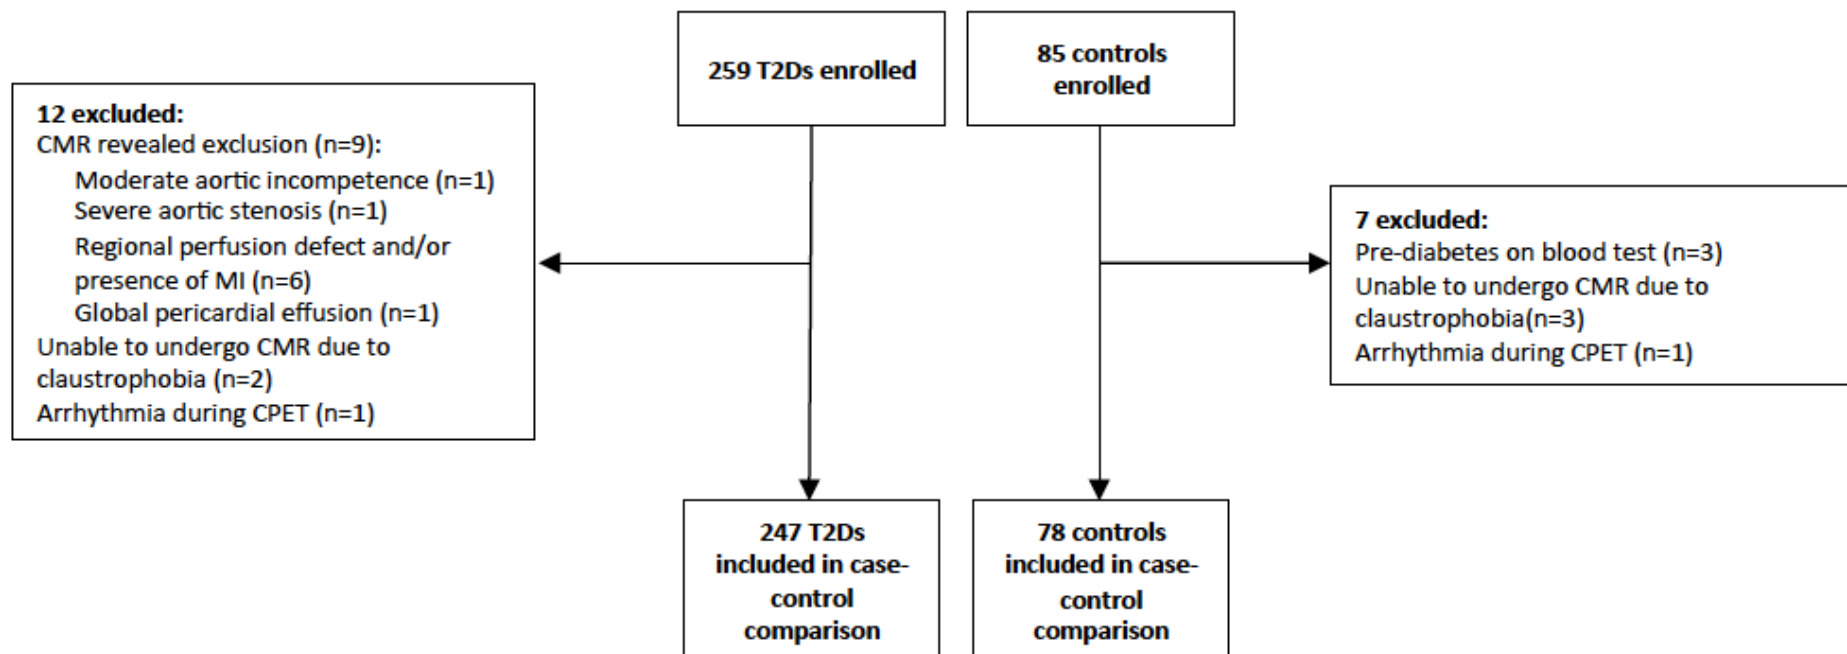 259 T2Ds enrolled
85 controls
enrolled
12 excluded:
CMR revealed exclusion (n=9):
Moderate aortic incompetence (n=1)
Severe aortic stenosis (n=1)
Regional perfusion defect and/or
presence of MI (n=6)
Global pericardial effusion (n=1)
Unable to undergo CMR due to
claustrophobia (n=2)
Arrhythmia during CPET (n=1)
7 excluded:
Pre-diabetes on blood test (n=3)
Unable to undergo CMR due to
claustrophobia(n=3)
Arrhythmia during CPET (n=1)
247 T2Ds
included in case-
control
comparison
78 controls
included in case-
control
comparison